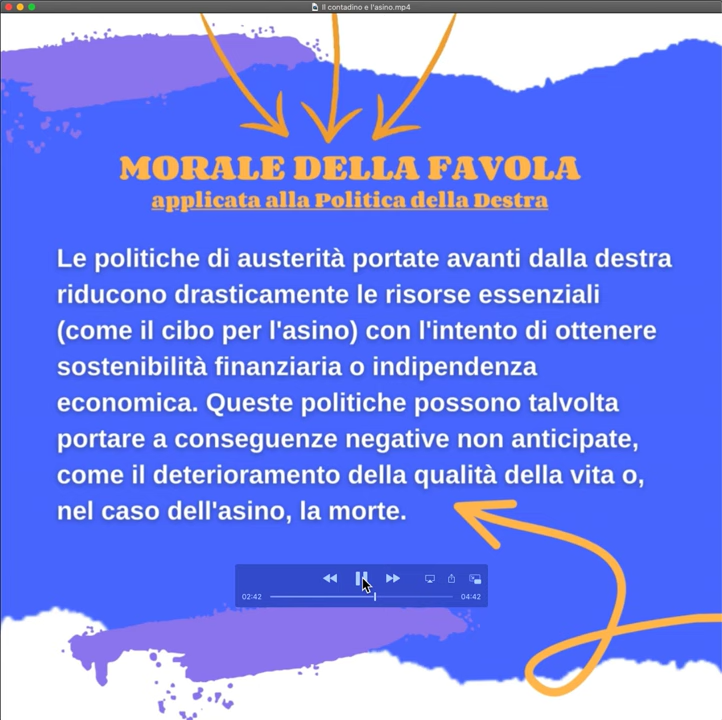 Il contadino e l'asino.mp4
MORALE DELLA FAVOLA
applicata alla Politica della Destra
Le politiche di austerità portate avanti dalla destra
riducono drasticamente le risorse essenziali
(come il cibo per l'asino) con l'intento di ottenere
sostenibilità finanziaria o indipendenza
economica. Queste politiche possono talvolta
portare a conseguenze negative non anticipate,
come il deterioramento della qualità della vita o,
nel caso dell'asino, la morte.
02:42
04:42